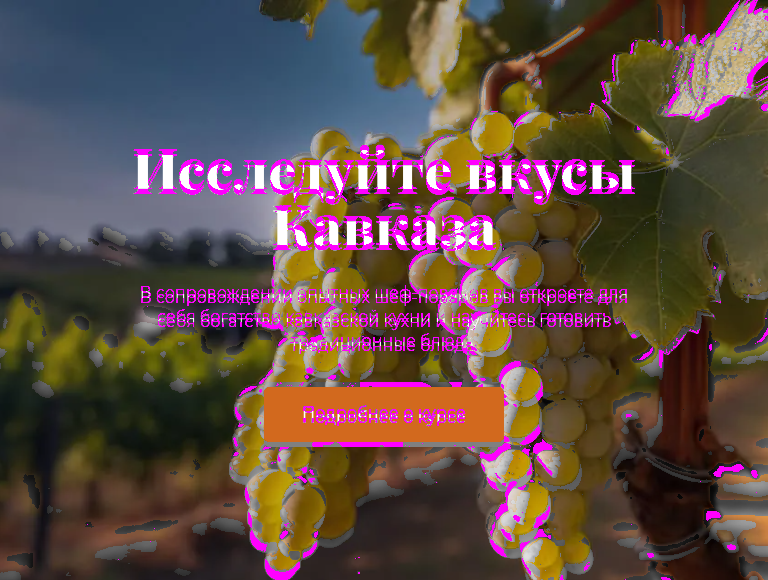 Исследуйте вкусы
Кавказа
В сопровождении опытных шеф-поваров вы откроете для
себя богатство кавказской кухни и научитесь готовить
традиционные блюда.
Подробнее о курсе